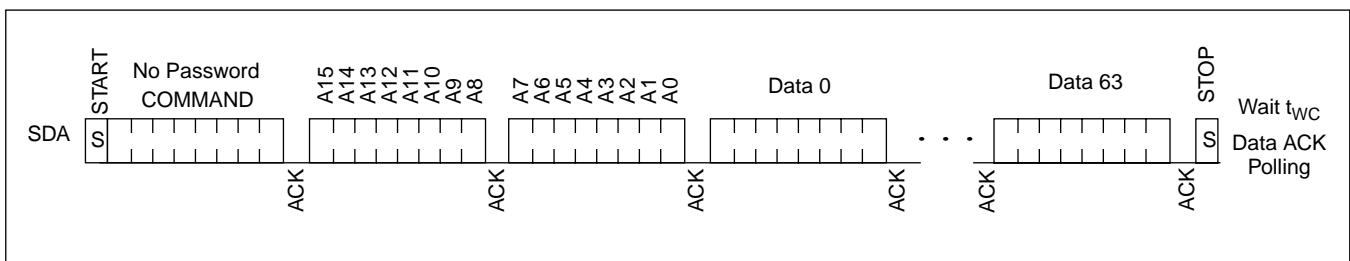 START
No Password
COMMAND
A15
A14
A13
A12
A11
A10
A9
A8
A7
A6
A5
A4
A3
A2
A1
A0
Data 0
Data 63
STOP
SDA
S
. . .
S
Wait tWC
Data ACK
Polling
ACK
ACK
ACK
ACK
ACK
ACK